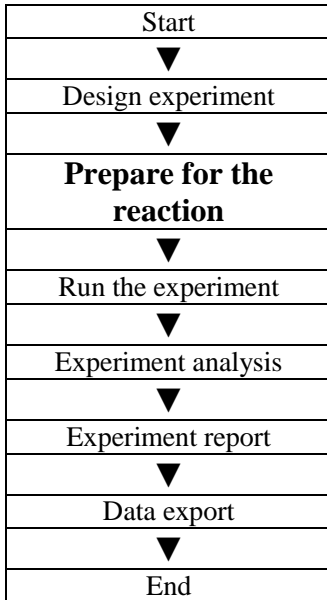 Start
▼
Design experiment
▼
Prepare for the
reaction
▼
Run the experiment
▼
Experiment analysis
▼
Experiment report
▼
Data export
▼
End